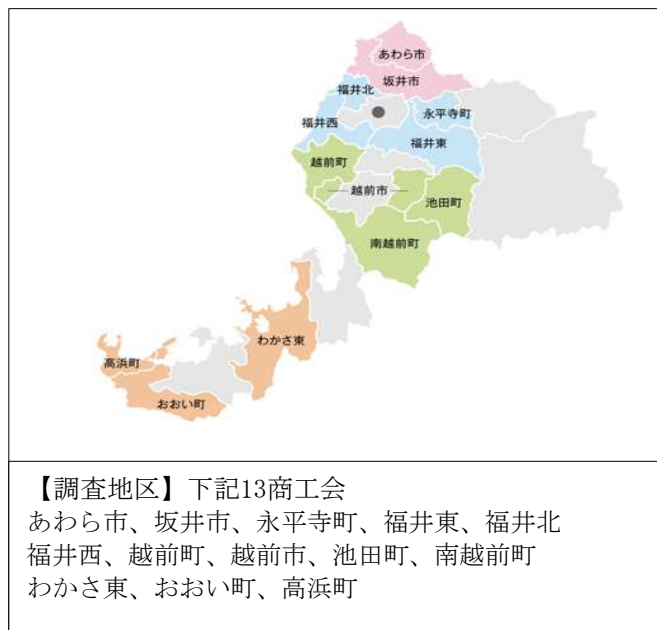 あわら市
坂井市
福井北
永平寺町
福井西
福井東
越前町
越前市
池田町
南越前町
わかさ東
高浜町
おおい町
【調査地区】下記13商工会
あわら市、坂井市、永平寺町、福井東、福井北
福井西、越前町、越前市、池田町、南越前町
わかさ東、おおい町、高浜町